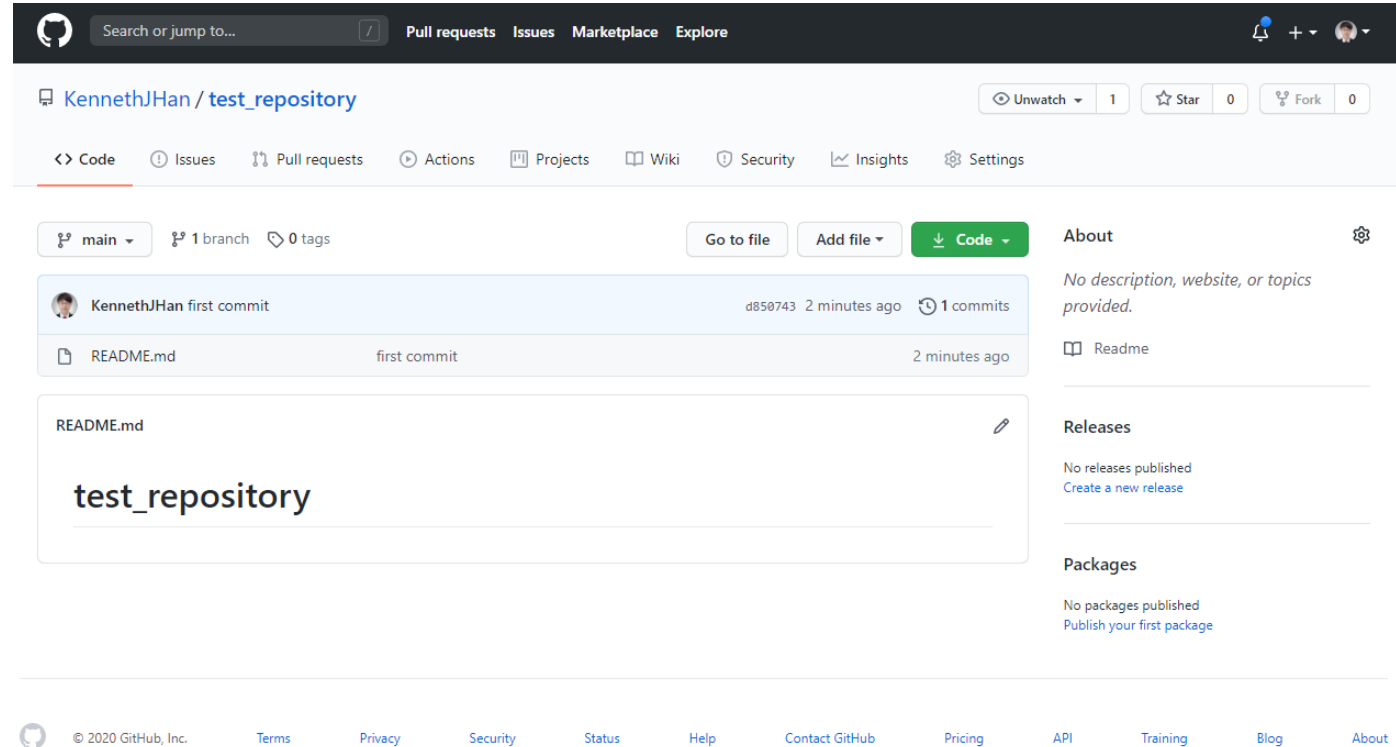 Search or jump to... / Pull requests Issues Marketplace Explore
KennethJHan / test_repository Unwatch 1 Star 0 Fork 0
<> Code Issues Pull requests Actions Projects Wiki Security Insights Settings
main 1 branch 0 tags Go to file Add file Code
KennethJHan first commit d850743 2 minutes ago 1 commits
README.md first commit 2 minutes ago
README.md
test_repository
About
No description, website, or topics
provided.
Readme
Releases
No releases published
Create a new release
Packages
No packages published
Publish your first package
© 2020 GitHub, Inc. Terms Privacy Security Status Help Contact GitHub Pricing API Training Blog About